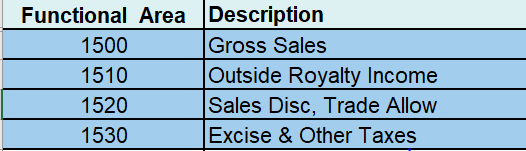 Functional Area Description
1500 Gross Sales
1510 Outside Royalty Income
1520 Sales Disc, Trade Allow
1530 Excise & Other Taxes